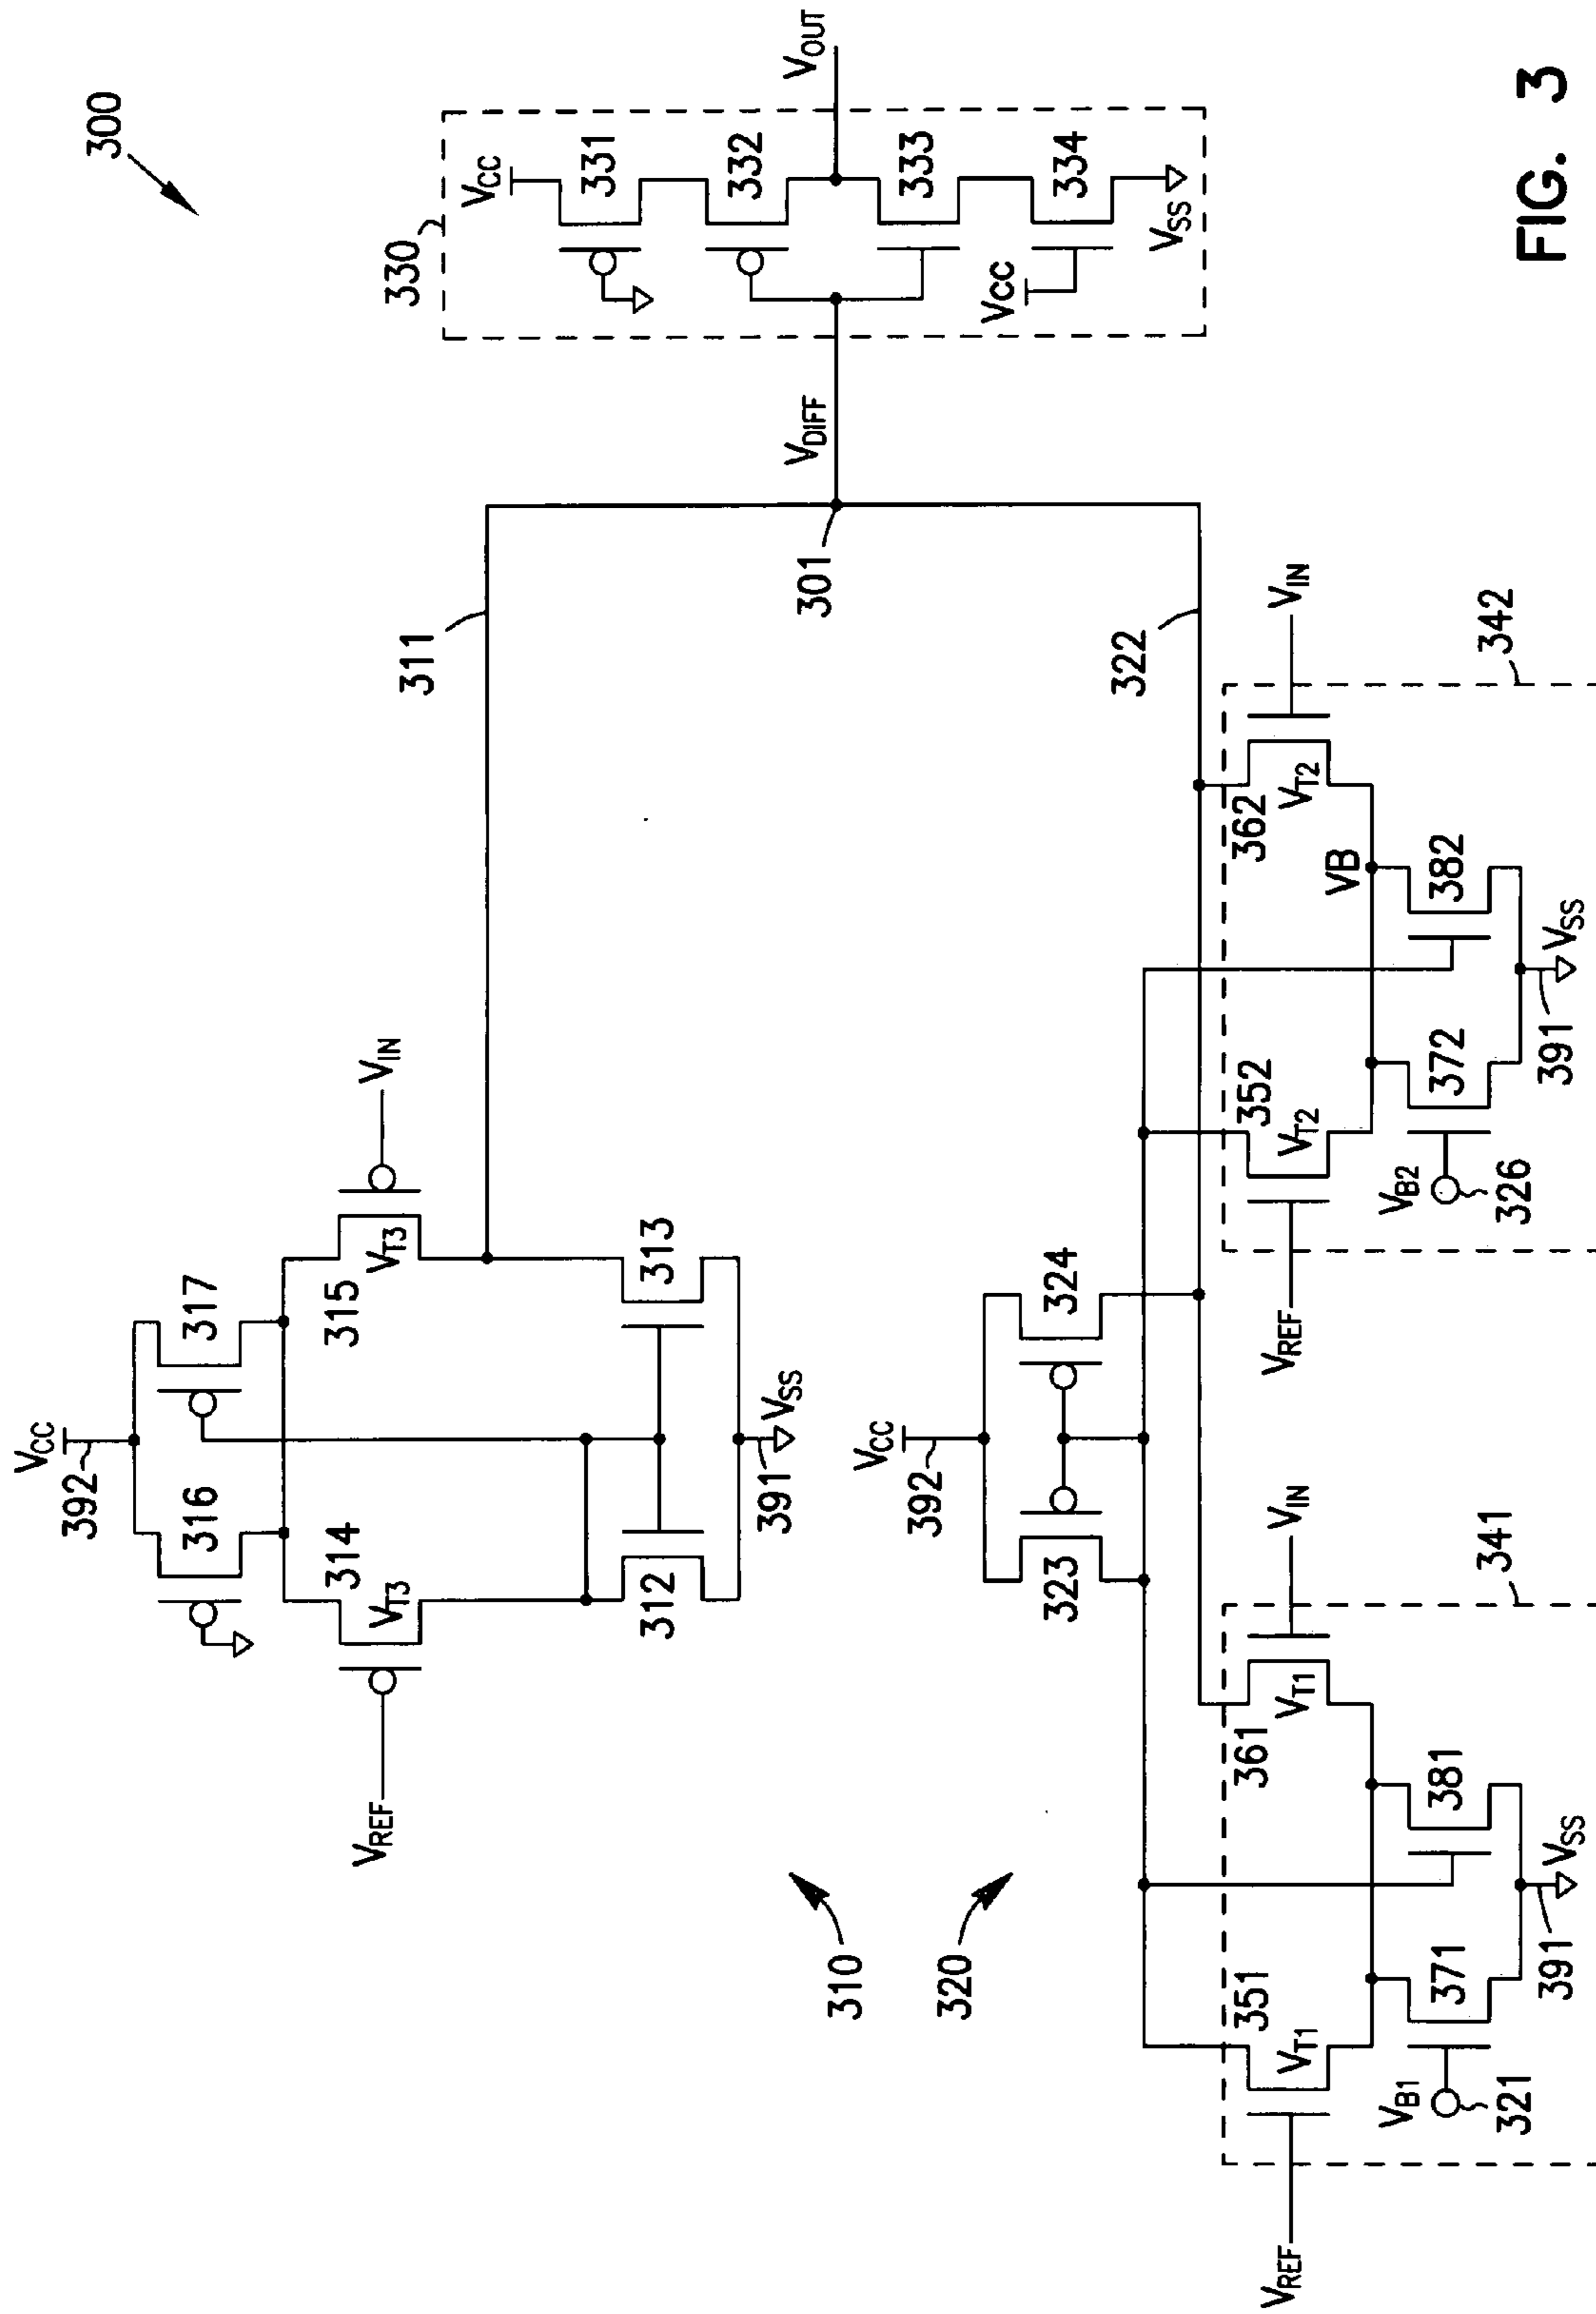 300
330
V_CC
331
332
V_OUT
333
V_CC
334
V_SS
V_DIFF
301
311
322
V_CC
392
316
317
314
V_T3
315
V_T3
V_REF
V_IN
312
313
391
V_SS
310
320
V_CC
392
323
324
341
V_REF
351
V_T1
361
V_T1
V_IN
V_B1
321
371
381
391
V_SS
342
V_REF
352
V_T2
362
V_T2
V_IN
VB
V_B2
326
372
382
391
V_SS
FIG. 3